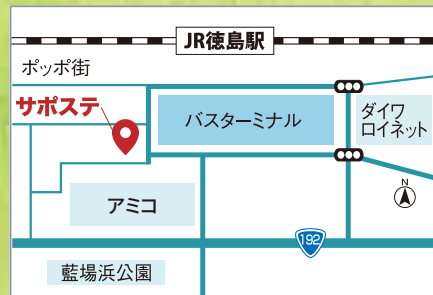 JR徳島駅
ポッポ街
サポステ
バスターミナル
ダイワ
ロイネット
アミコ
N
192
藍場浜公園